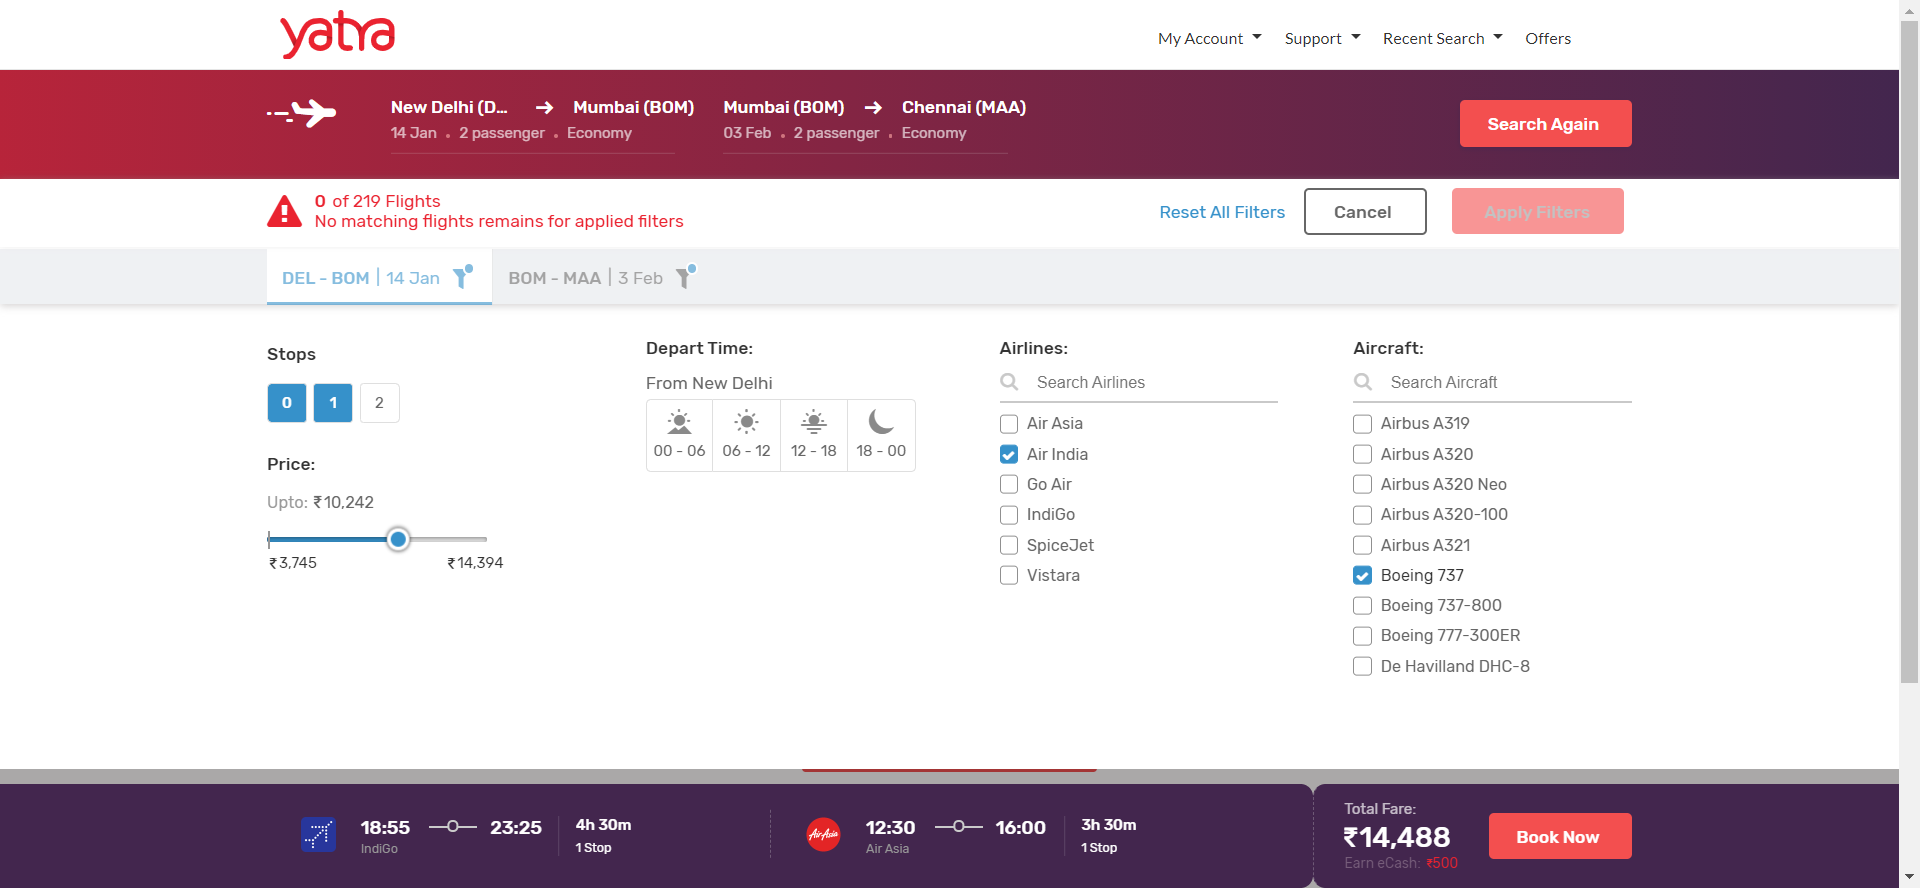 yatra
My Account
Support
Recent Search
Offers
New Delhi (D...
Mumbai (BOM)
14 Jan . 2 passenger . Economy
Mumbai (BOM)
Chennai (MAA)
03 Feb . 2 passenger . Economy
Search Again
0 of 219 Flights
No matching flights remains for applied filters
Reset All Filters
Cancel
Apply Filters
DEL - BOM | 14 Jan
BOM - MAA | 3 Feb
Stops
0
1
2
Price:
Upto: ₹10,242
₹3,745
₹14,394
Depart Time:
From New Delhi
00 - 06
06 - 12
12 - 18
18 - 00
Airlines:
Search Airlines
Air Asia
Air India
Go Air
IndiGo
SpiceJet
Vistara
Aircraft:
Search Aircraft
Airbus A319
Airbus A320
Airbus A320 Neo
Airbus A320-100
Airbus A321
Boeing 737
Boeing 737-800
Boeing 777-300ER
De Havilland DHC-8
18:55
23:25
IndiGo
4h 30m
1 Stop
AirAsia
12:30
16:00
Air Asia
3h 30m
1 Stop
Total Fare:
₹14,488
Earn eCash: ₹500
Book Now